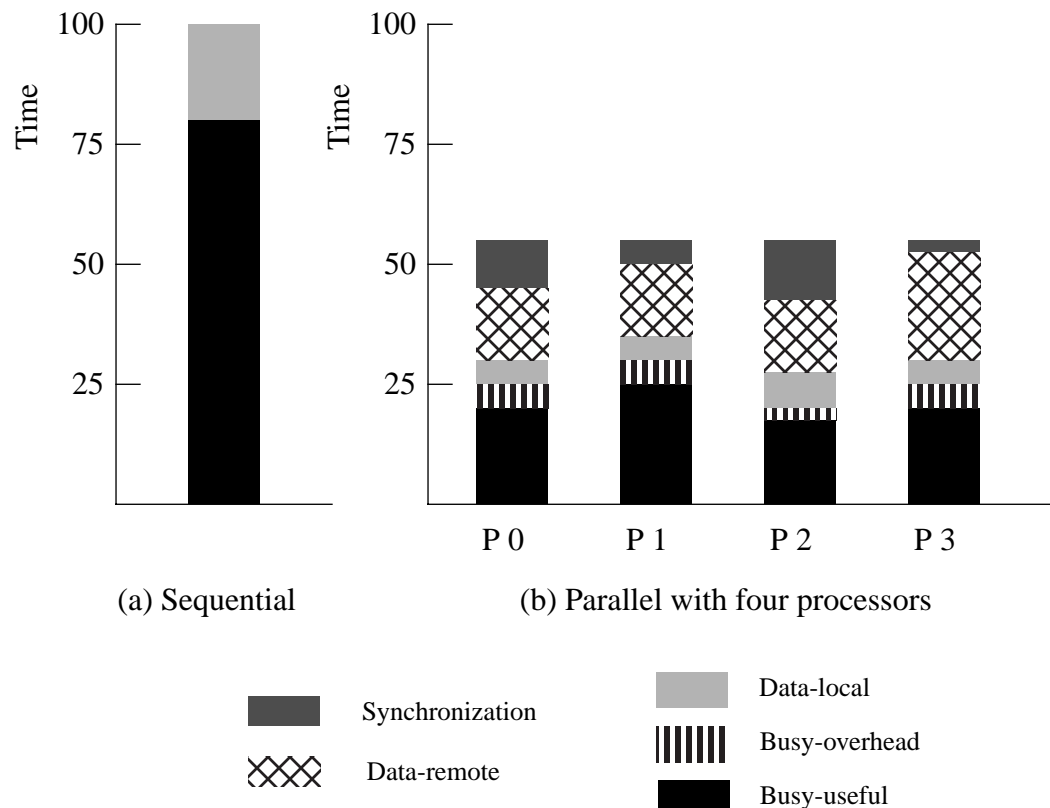 100
75
50
25
Time
(a) Sequential
100
75
50
25
Time
P 0
P 1
P 2
P 3
(b) Parallel with four processors
Synchronization
Data-remote
Data-local
Busy-overhead
Busy-useful